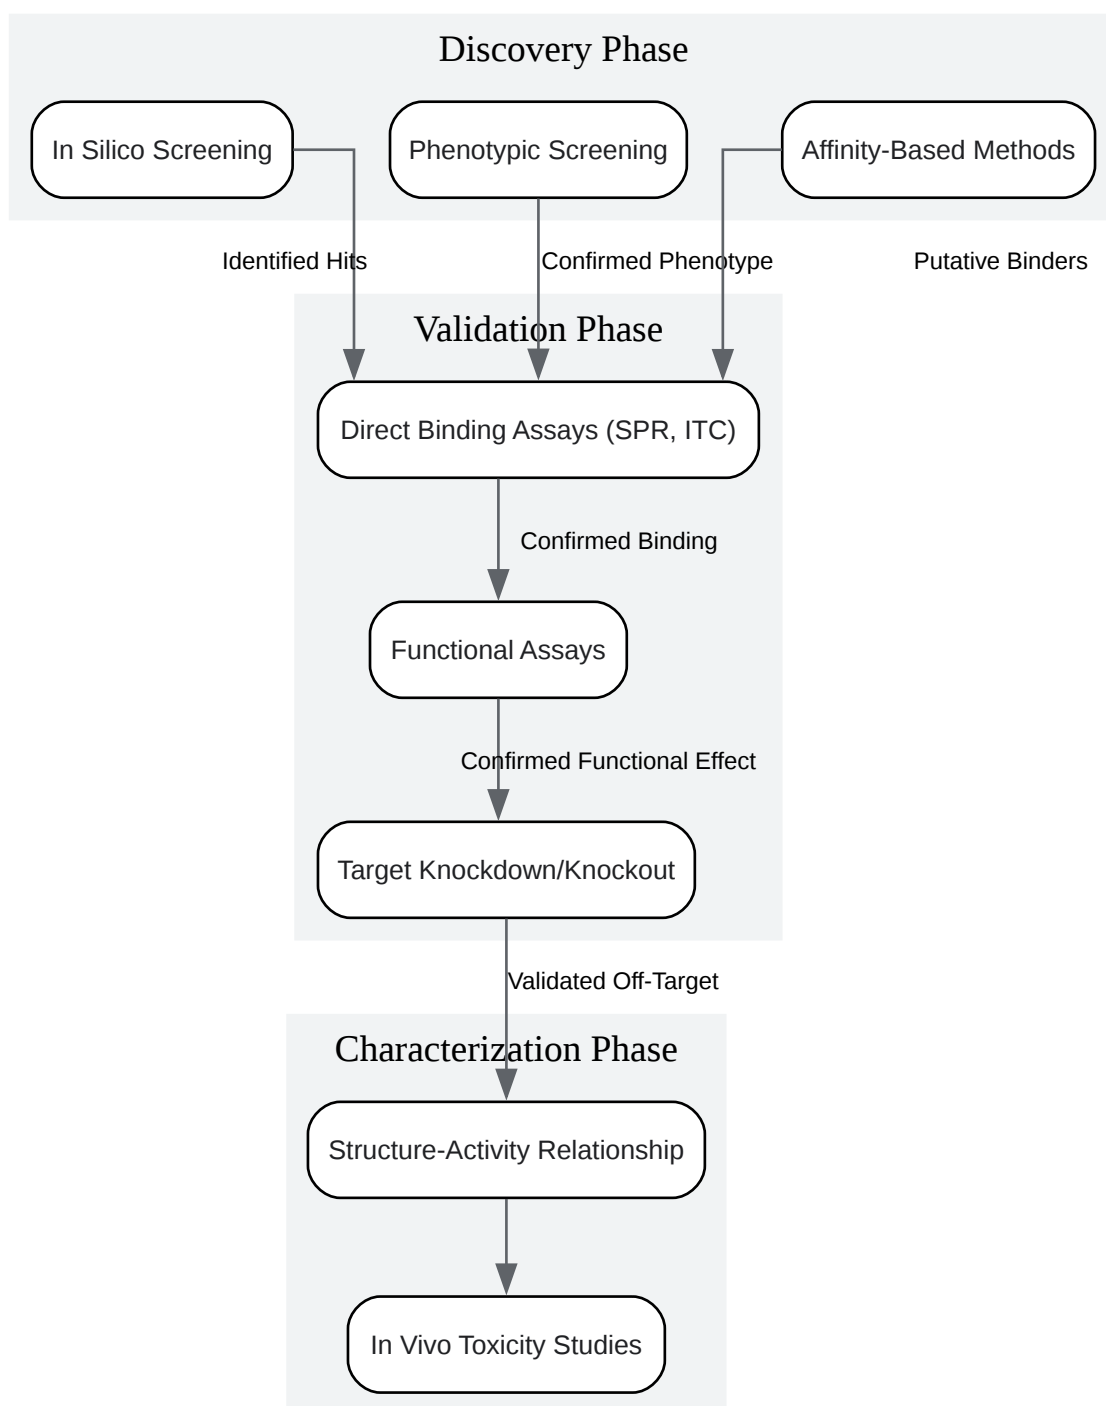 Discovery Phase
In Silico Screening
Phenotypic Screening
Affinity-Based Methods
Identified Hits
Confirmed Phenotype
Putative Binders
Validation Phase
Direct Binding Assays (SPR, ITC)
Confirmed Binding
Functional Assays
Confirmed Functional Effect
Target Knockdown/Knockout
Validated Off-Target
Characterization Phase
Structure-Activity Relationship
In Vivo Toxicity Studies